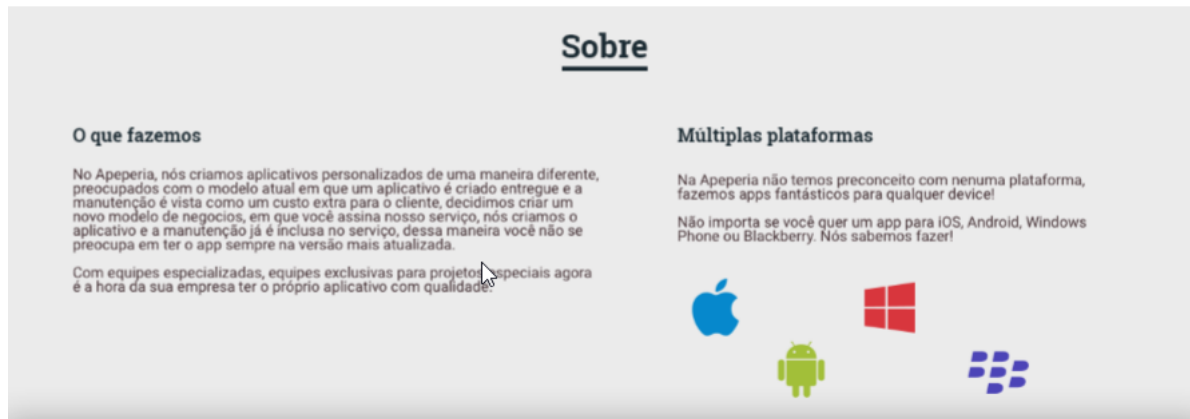 Sobre
O que fazemos
No Apeperia, nós criamos aplicativos personalizados de uma maneira diferente,
preocupados com o modelo atual em que um aplicativo é criado entregue e a
manutenção é vista como um custo extra para o cliente, decidimos criar um
novo modelo de negocios, em que você assina nosso serviço, nós criamos o
aplicativo e a manutenção já é inclusa no serviço, dessa maneira você não se
preocupa em ter o app sempre na versão mais atualizada.
Com equipes especializadas, equipes exclusivas para projetos especiais agora
é a hora da sua empresa ter o próprio aplicativo com qualidade.
Múltiplas plataformas
Na Apeperia não temos preconceito com nenuma plataforma,
fazemos apps fantásticos para qualquer device!
Não importa se você quer um app para iOS, Android, Windows
Phone ou Blackberry. Nós sabemos fazer!